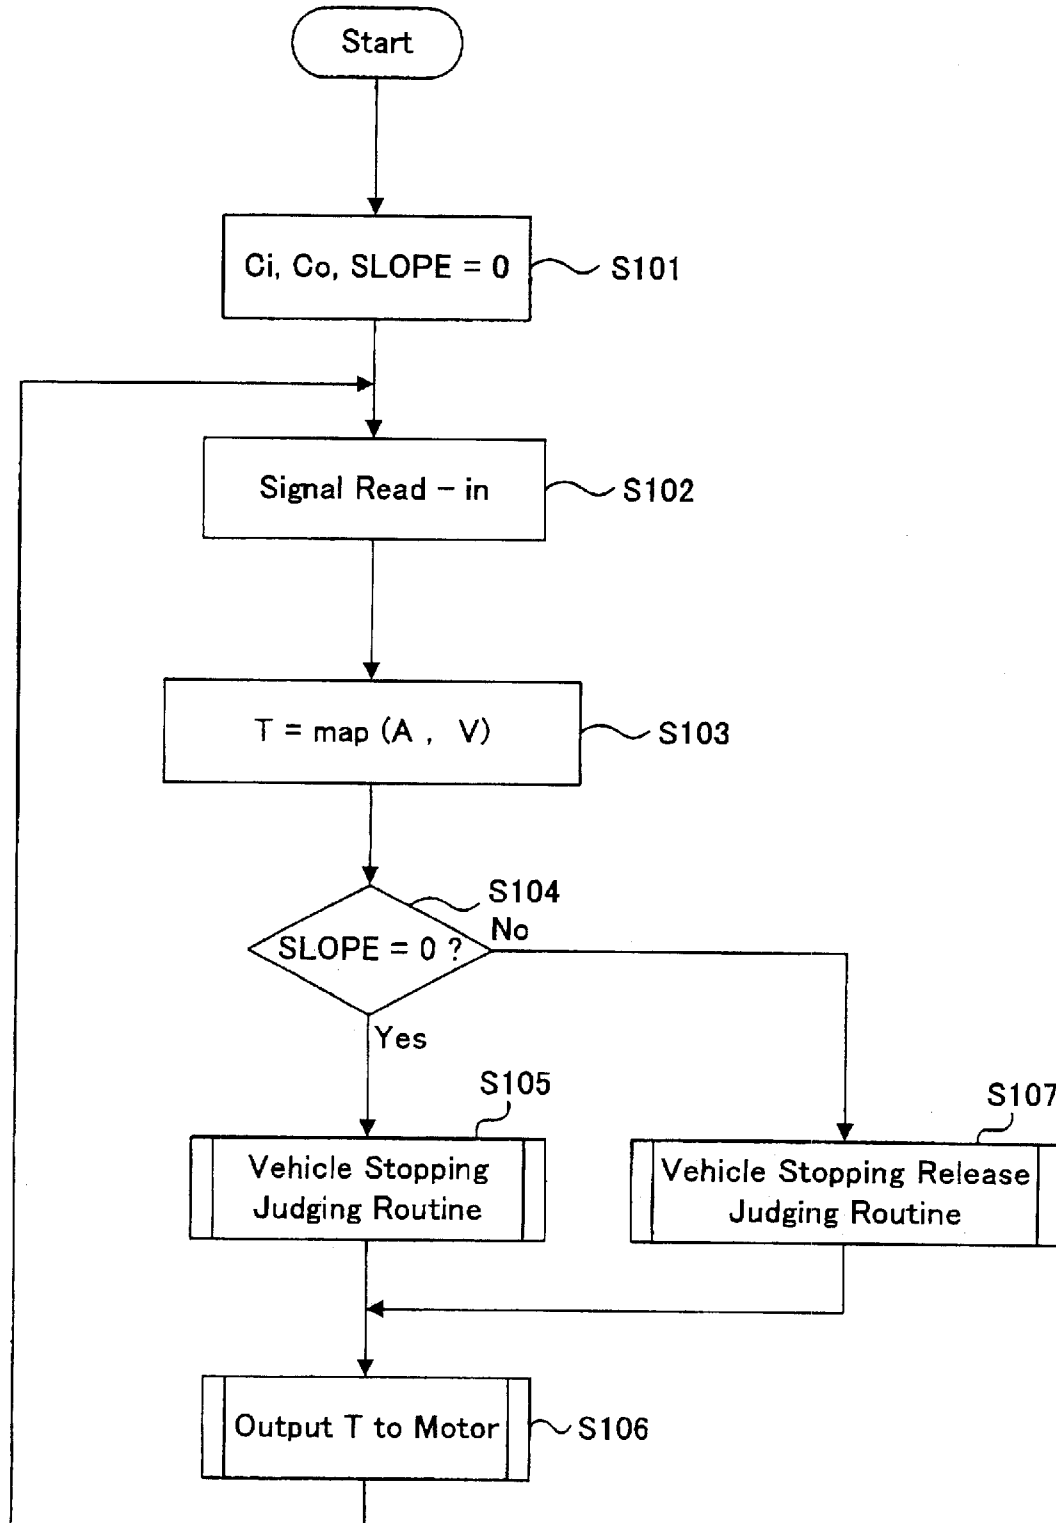 Start
Ci, Co, SLOPE = 0
S101
Signal Read - in
S102
T = map (A , V)
S103
S104
SLOPE = 0 ?
No
Yes
S105
Vehicle Stopping
Judging Routine
S107
Vehicle Stopping Release
Judging Routine
Output T to Motor
S106